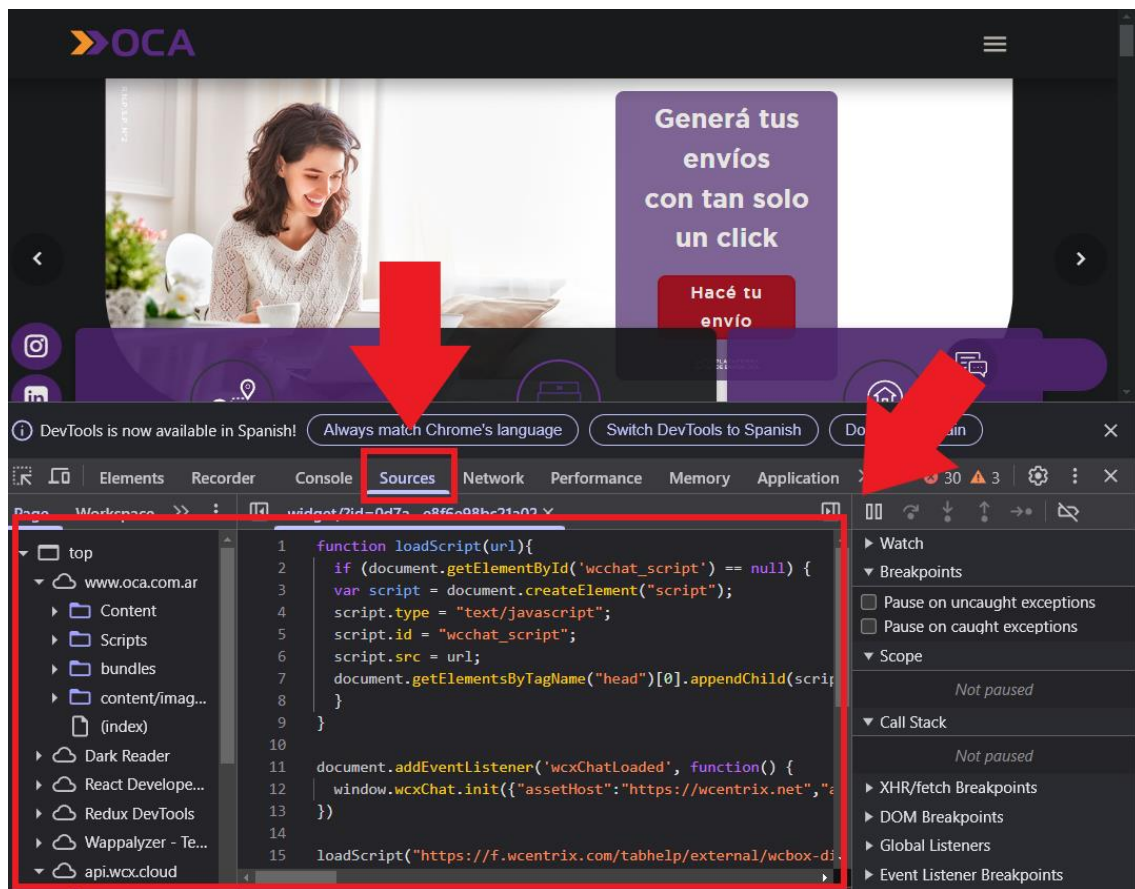 OCA
Generá tus
envíos
con tan solo
un click
Hacé tu
envío
DevTools is now available in Spanish! Always match Chrome's language Switch DevTools to Spanish
Elements Recorder Console Sources Network Performance Memory Application 30 3
Page Workspace widget/?id=0d7a...e8f6e98bc21a02
top
www.oca.com.ar
Content
Scripts
bundles
content/imag...
(index)
Dark Reader
React Develope...
Redux DevTools
Wappalyzer - Te...
api.wcx.cloud
1 function loadScript(url){
2 if (document.getElementById('wcchat_script') == null) {
3 var script = document.createElement("script");
4 script.type = "text/javascript";
5 script.id = "wcchat_script";
6 script.src = url;
7 document.getElementsByTagName("head")[0].appendChild(scrip
8 }
9 }
10
11 document.addEventListener('wcxChatLoaded', function() {
12 window.wcxChat.init({"assetHost":"https://wcentrix.net","a
13 })
14
15 loadScript("https://f.wcentrix.com/tabhelp/external/wcbox-di
Watch
Breakpoints
Pause on uncaught exceptions
Pause on caught exceptions
Scope
Not paused
Call Stack
Not paused
XHR/fetch Breakpoints
DOM Breakpoints
Global Listeners
Event Listener Breakpoints